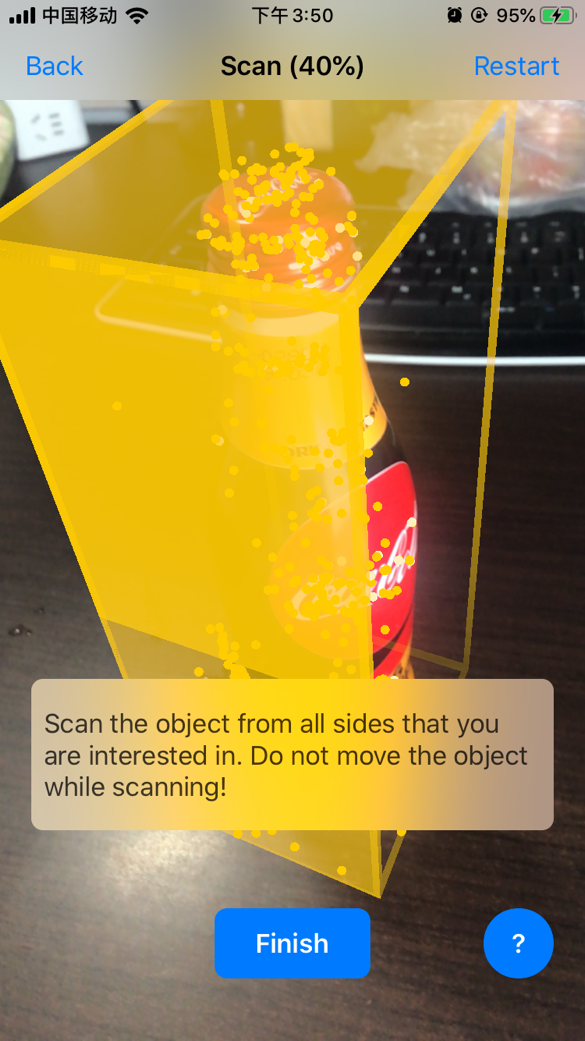 中国移动
下午3:50
95%
Back
Scan (40%)
Restart
Scan the object from all sides that you
are interested in. Do not move the object
while scanning!
Finish
?